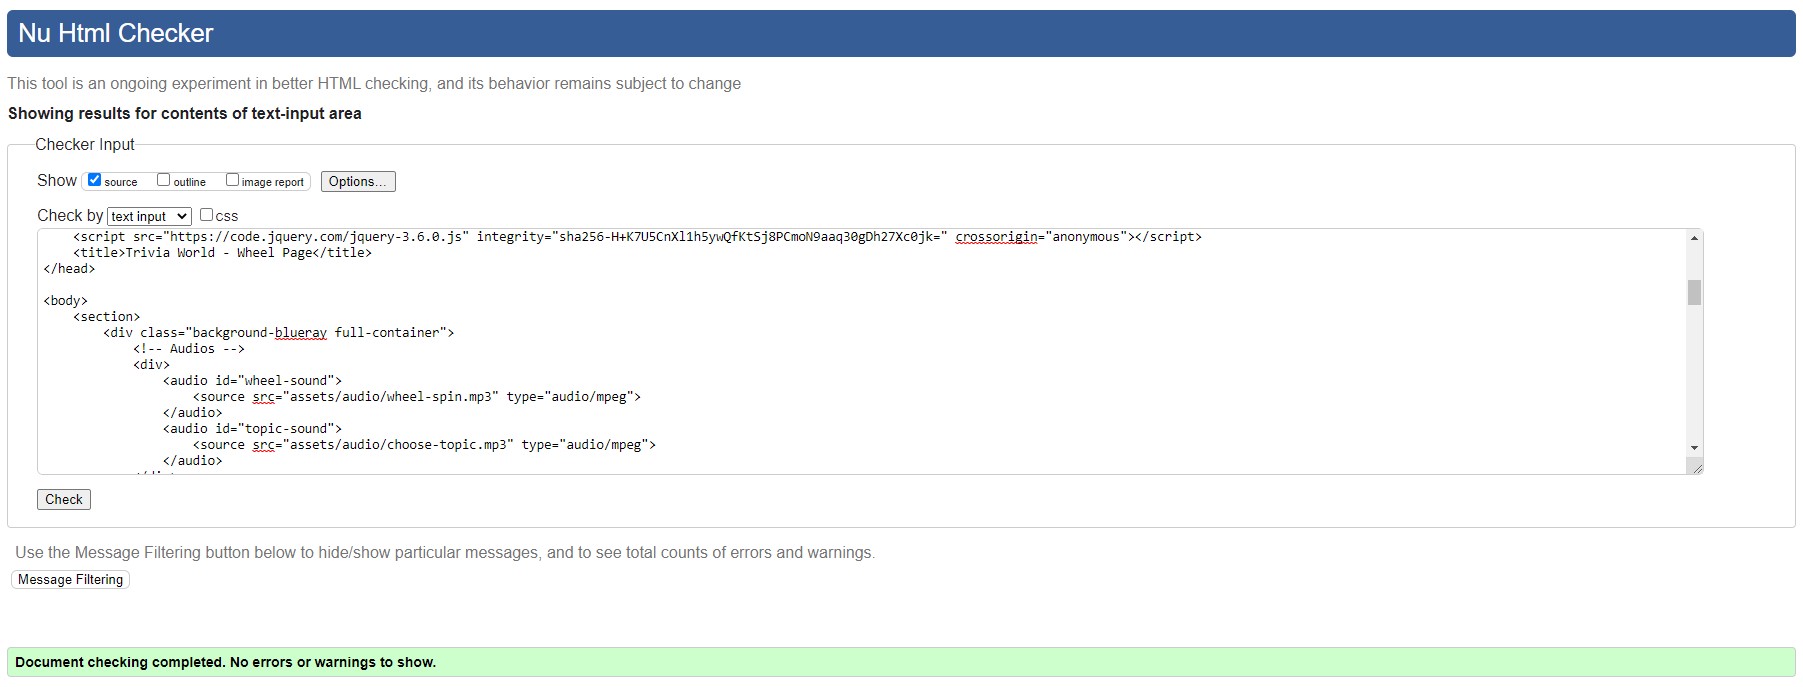 Nu Html Checker
This tool is an ongoing experiment in better HTML checking, and its behavior remains subject to change
Showing results for contents of text-input area
Checker Input
Show source outline image report Options...
Check by text input css
<script src="https://code.jquery.com/jquery-3.6.0.js" integrity="sha256-H+K7U5CnXl1h5ywQfKtSj8PCmoN9aaq30gDh27Xc0jk=" crossorigin="anonymous"></script>
<title>Trivia World - Wheel Page</title>
</head>
<body>
<section>
<div class="background-blueray full-container">
<!-- Audios -->
<div>
<audio id="wheel-sound">
<source src="assets/audio/wheel-spin.mp3" type="audio/mpeg">
</audio>
<audio id="topic-sound">
<source src="assets/audio/choose-topic.mp3" type="audio/mpeg">
</audio>
Check
Use the Message Filtering button below to hide/show particular messages, and to see total counts of errors and warnings.
Message Filtering
Document checking completed. No errors or warnings to show.